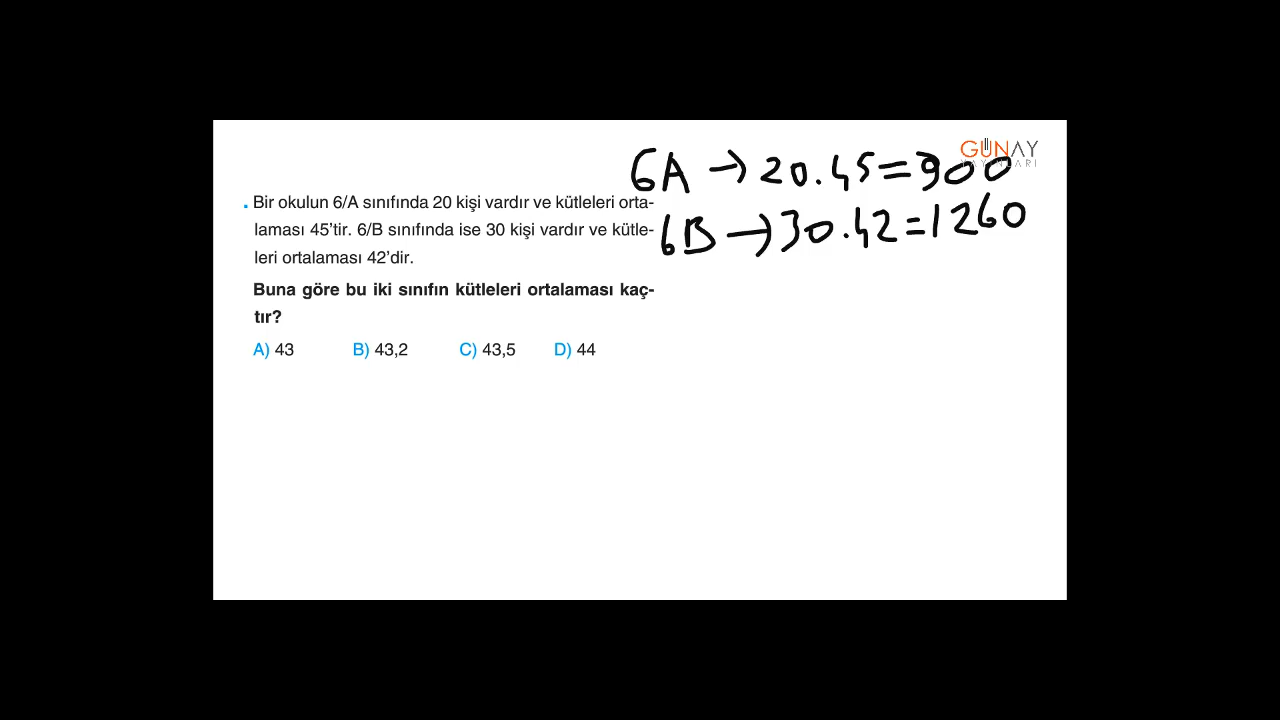 GÜNAY
YAYINLARI
6A → 20.45=900
6B → 30.42=1260
. Bir okulun 6/A sınıfında 20 kişi vardır ve kütleleri orta-
laması 45’tir. 6/B sınıfında ise 30 kişi vardır ve kütle-
leri ortalaması 42’dir.
Buna göre bu iki sınıfın kütleleri ortalaması kaç-
tır?
A) 43 B) 43,2 C) 43,5 D) 44